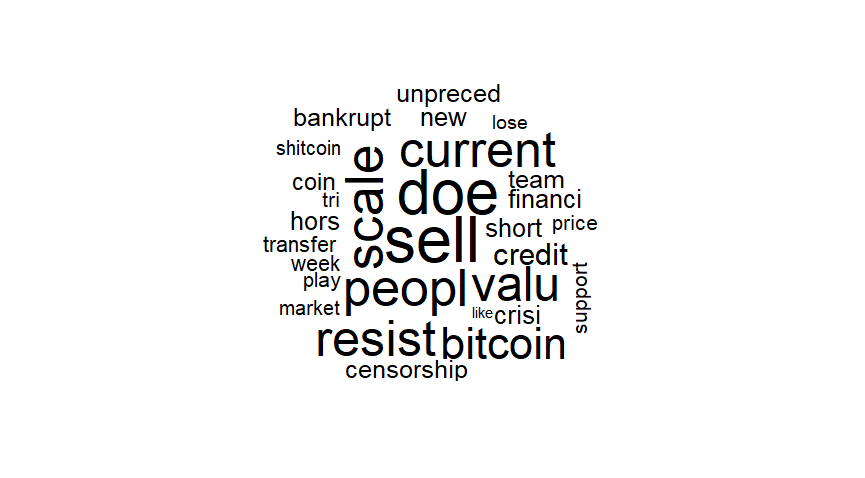 unpreced
bankrupt new lose
shitcoin scale current
coin doe team
tri financi
hors sell short price
transfer credit
week
play peopl valu support
market like crisi
resist bitcoin
censorship